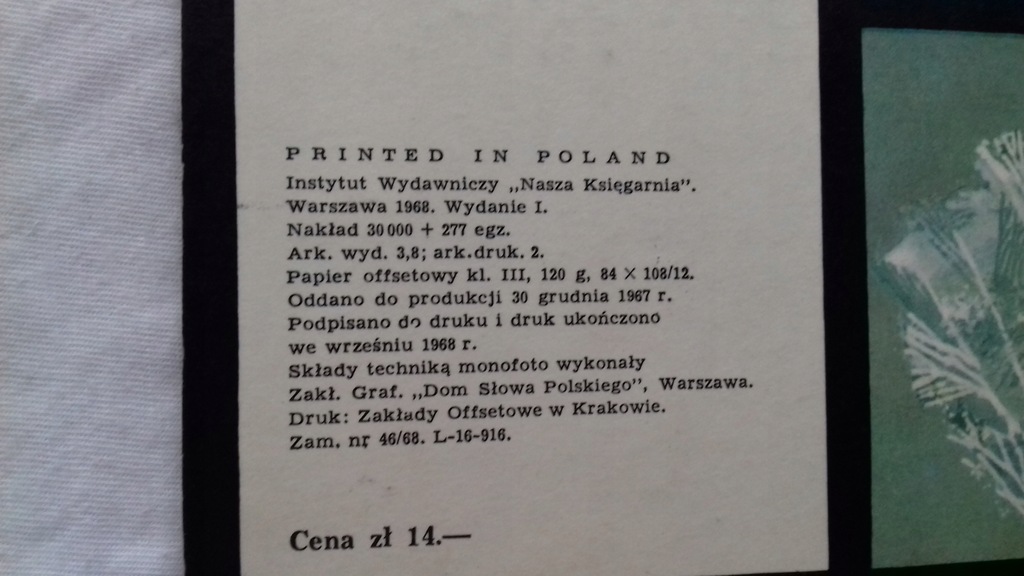 PRINTED IN POLAND
Instytut Wydawniczy „Nasza Księgarnia”.
Warszawa 1968. Wydanie I.
Nakład 30 000 + 277 egz.
Ark. wyd. 3,8; ark.druk. 2.
Papier offsetowy kl. III, 120 g, 84 × 108/12.
Oddano do produkcji 30 grudnia 1967 r.
Podpisano do druku i druk ukończono
we wrześniu 1968 r.
Składy techniką monofoto wykonały
Zakł. Graf. „Dom Słowa Polskiego”, Warszawa.
Druk: Zakłady Offsetowe w Krakowie.
Zam. nr 46/68. L-16-916.
Cena zł 14.—